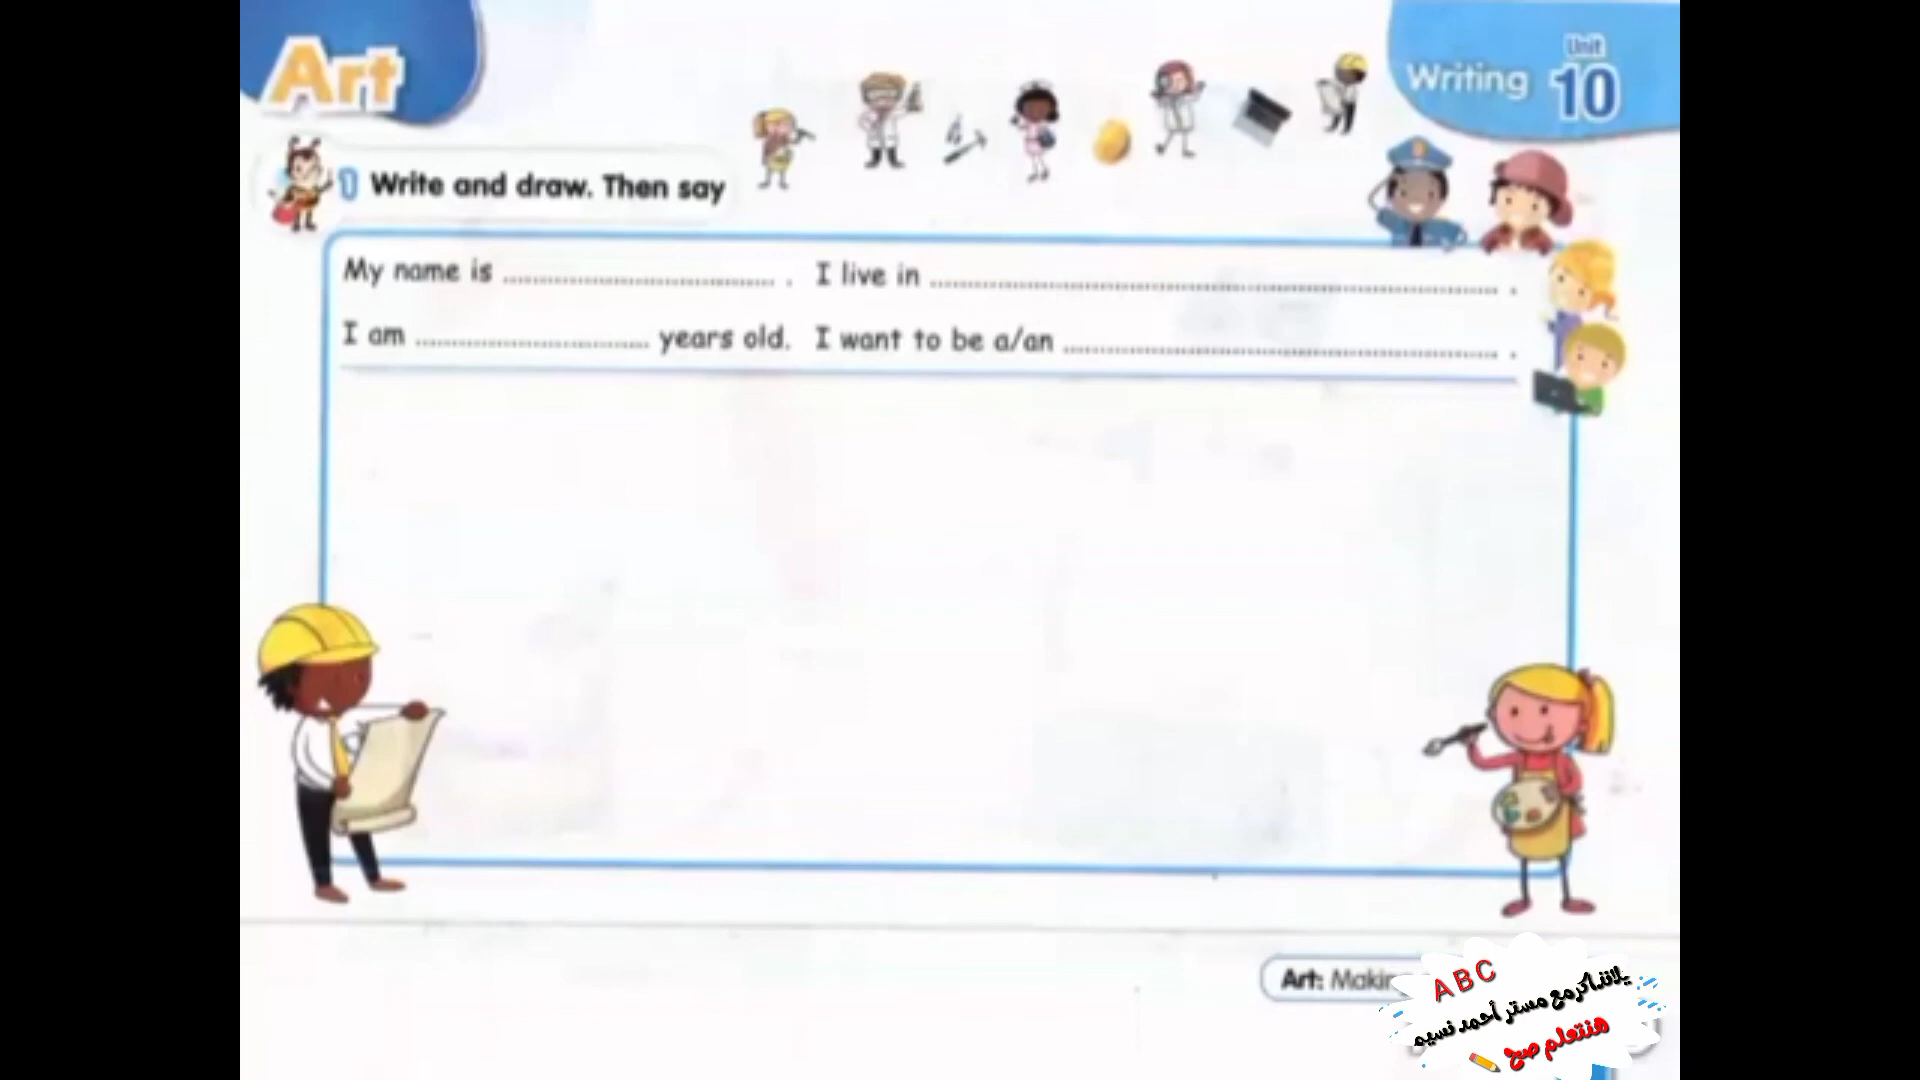 Art
Writing Unit 10
1 Write and draw. Then say
My name is ................................ . I live in ................................................................ .
I am ............................ years old. I want to be a/an .................................................... .
Art:
ABC
يلا نذاكر مع مستر أحمد نسيم
هنتعلم صح